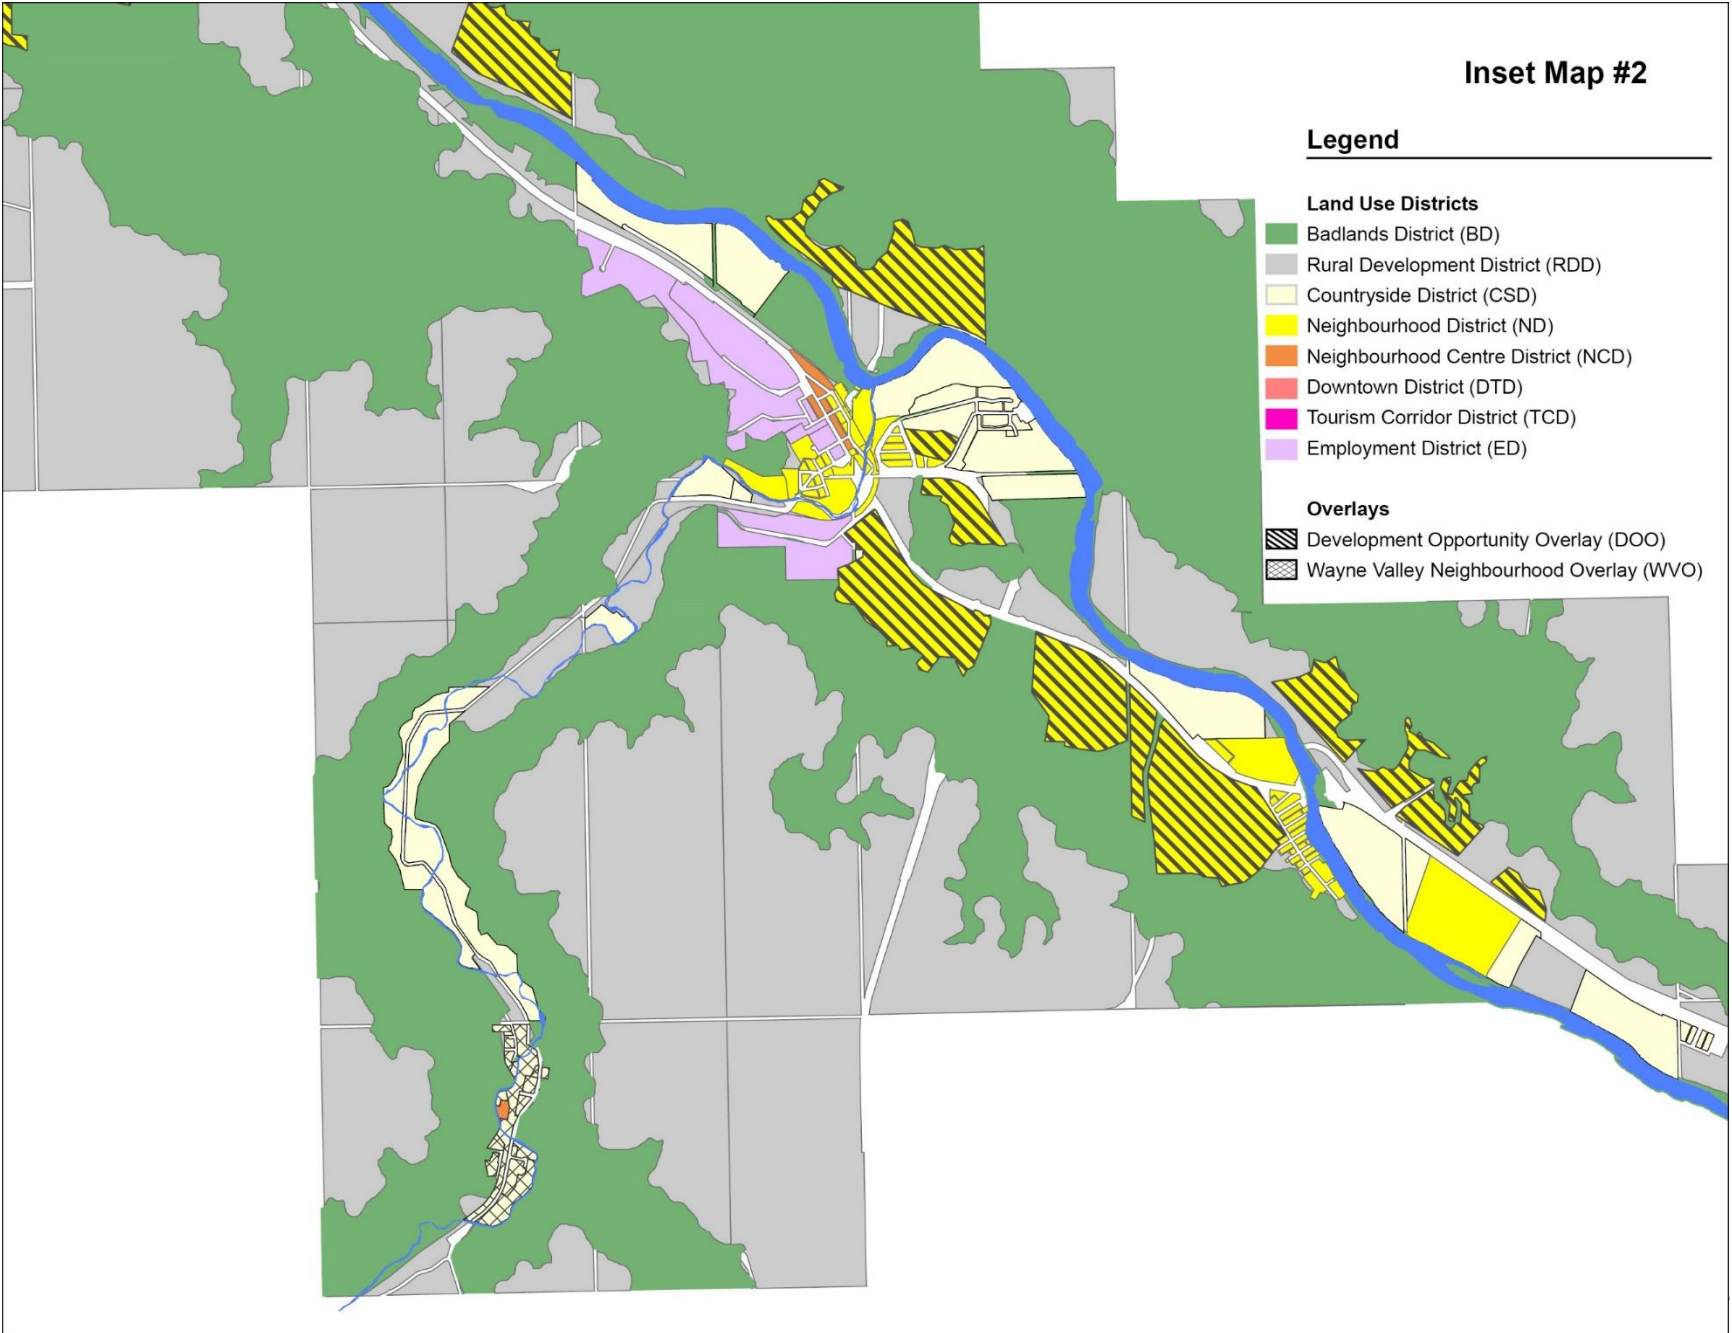 Inset Map #2
Legend
Land Use Districts
Badlands District (BD)
Rural Development District (RDD)
Countryside District (CSD)
Neighbourhood District (ND)
Neighbourhood Centre District (NCD)
Downtown District (DTD)
Tourism Corridor District (TCD)
Employment District (ED)
Overlays
Development Opportunity Overlay (DOO)
Wayne Valley Neighbourhood Overlay (WVO)